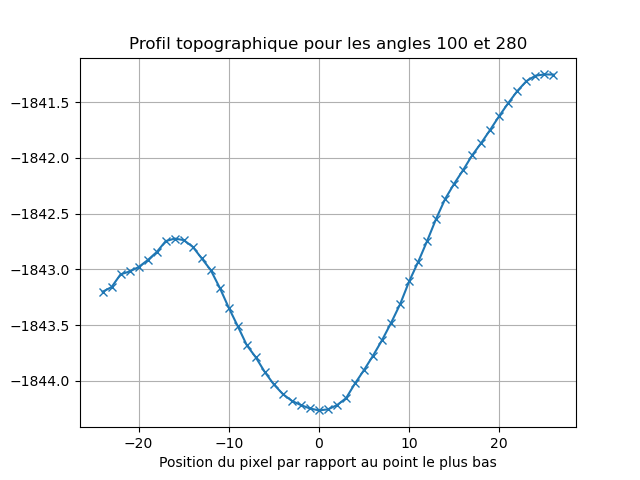 Profil topographique pour les angles 100 et 280
−1841.5
−1842.0
−1842.5
−1843.0
−1843.5
−1844.0
−20 −10 0 10 20
Position du pixel par rapport au point le plus bas